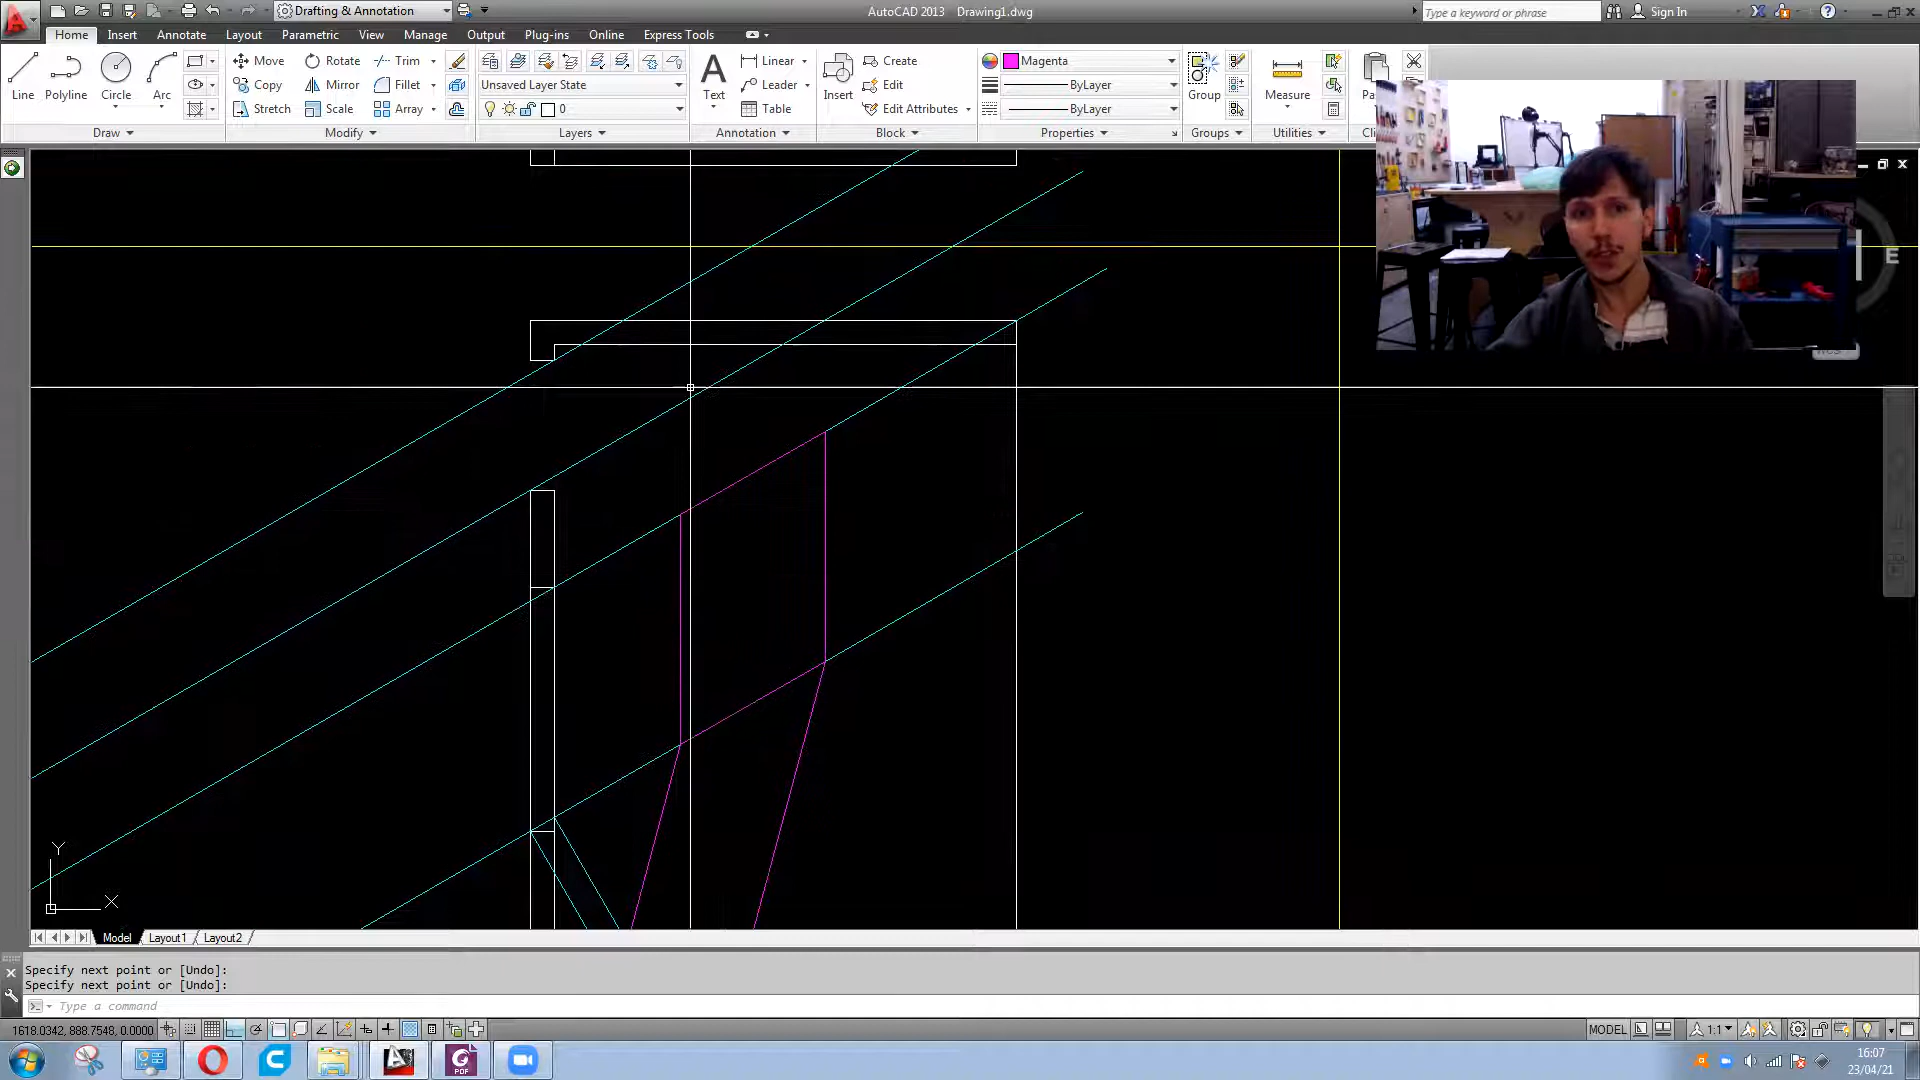 Drafting & Annotation
AutoCAD 2013 Drawing1.dwg
Type a keyword or phrase
Sign In
Home Insert Annotate Layout Parametric View Manage Output Plug-ins Online Express Tools
Line Polyline Circle Arc
Move Rotate Trim
Copy Mirror Fillet
Stretch Scale Array
Unsaved Layer State
0
Text
Linear
Leader
Table
Insert
Create
Edit
Edit Attributes
Magenta
ByLayer
ByLayer
Group
Measure
Draw Modify Layers Annotation Block Properties Groups Utilities
E
Y
X
Model Layout1 Layout2
Specify next point or [Undo]:
Specify next point or [Undo]:
Type a command
1618.0342, 888.7548, 0.0000
MODEL
1:1
PDF
16:07
23/04/21